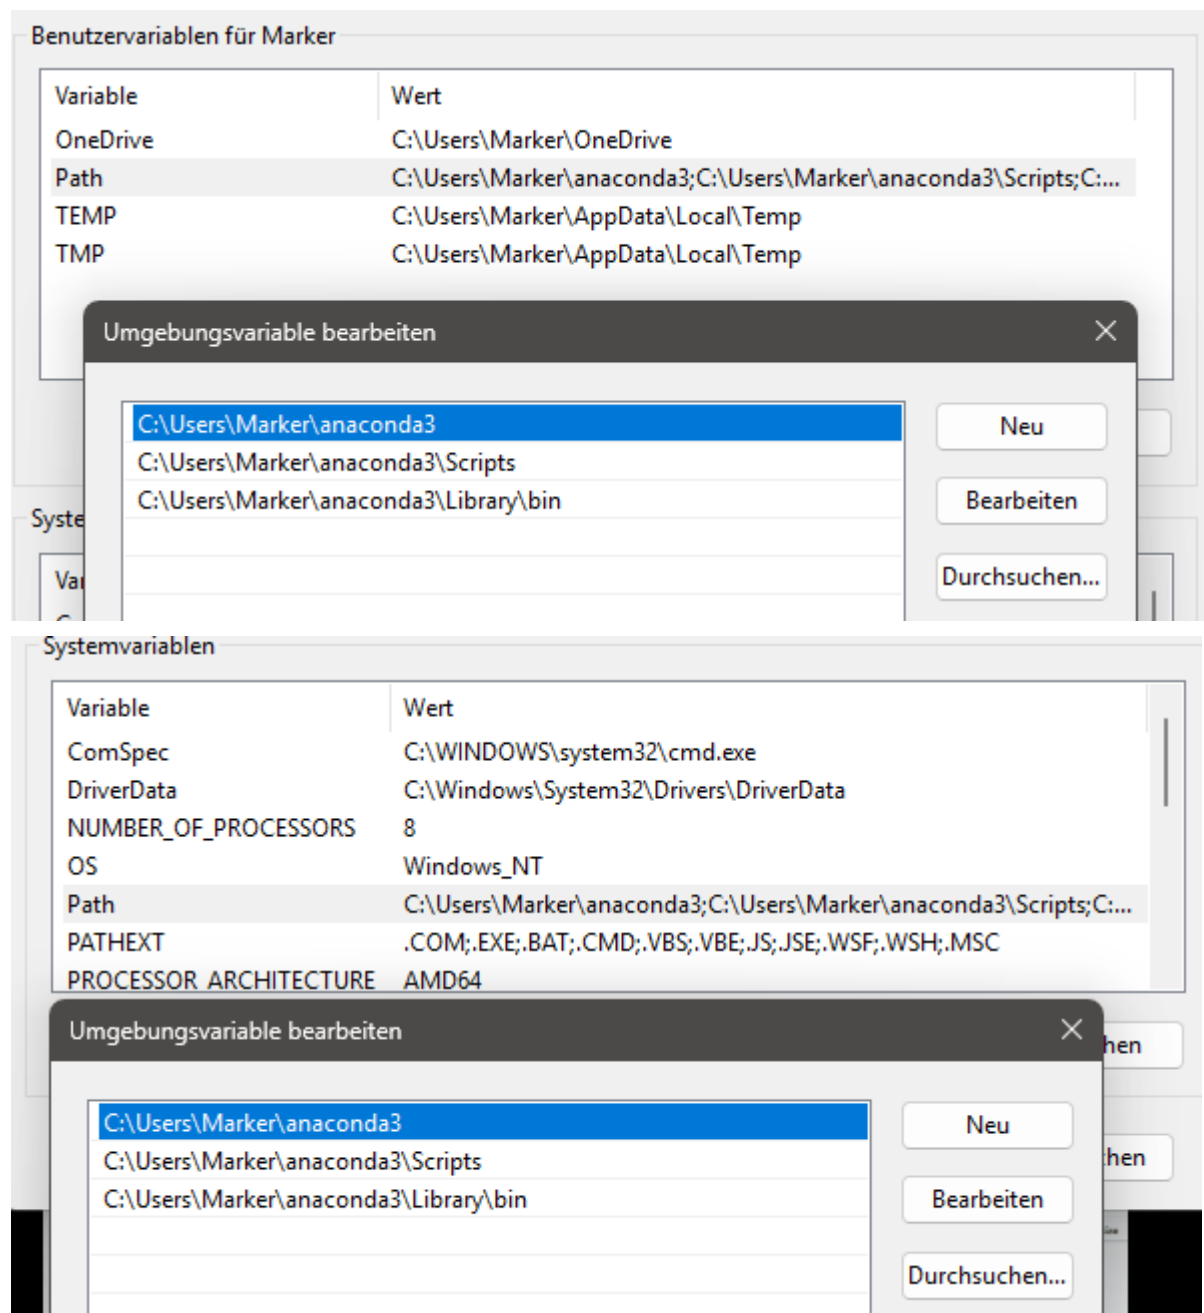 Benutzervariablen für Marker
Variable Wert
OneDrive C:\Users\Marker\OneDrive
Path C:\Users\Marker\anaconda3;C:\Users\Marker\anaconda3\Scripts;C:...
TEMP C:\Users\Marker\AppData\Local\Temp
TMP C:\Users\Marker\AppData\Local\Temp
Umgebungsvariable bearbeiten
C:\Users\Marker\anaconda3 Neu
C:\Users\Marker\anaconda3\Scripts
C:\Users\Marker\anaconda3\Library\bin Bearbeiten
Syste
Var Durchsuchen...
Systemvariablen
Variable Wert
ComSpec C:\WINDOWS\system32\cmd.exe
DriverData C:\Windows\System32\Drivers\DriverData
NUMBER_OF_PROCESSORS 8
OS Windows_NT
Path C:\Users\Marker\anaconda3;C:\Users\Marker\anaconda3\Scripts;C:...
PATHEXT .COM;.EXE;.BAT;.CMD;.VBS;.VBE;.JS;.JSE;.WSF;.WSH;.MSC
PROCESSOR_ARCHITECTURE AMD64
Umgebungsvariable bearbeiten hen
C:\Users\Marker\anaconda3 Neu
C:\Users\Marker\anaconda3\Scripts hen
C:\Users\Marker\anaconda3\Library\bin Bearbeiten
Durchsuchen...